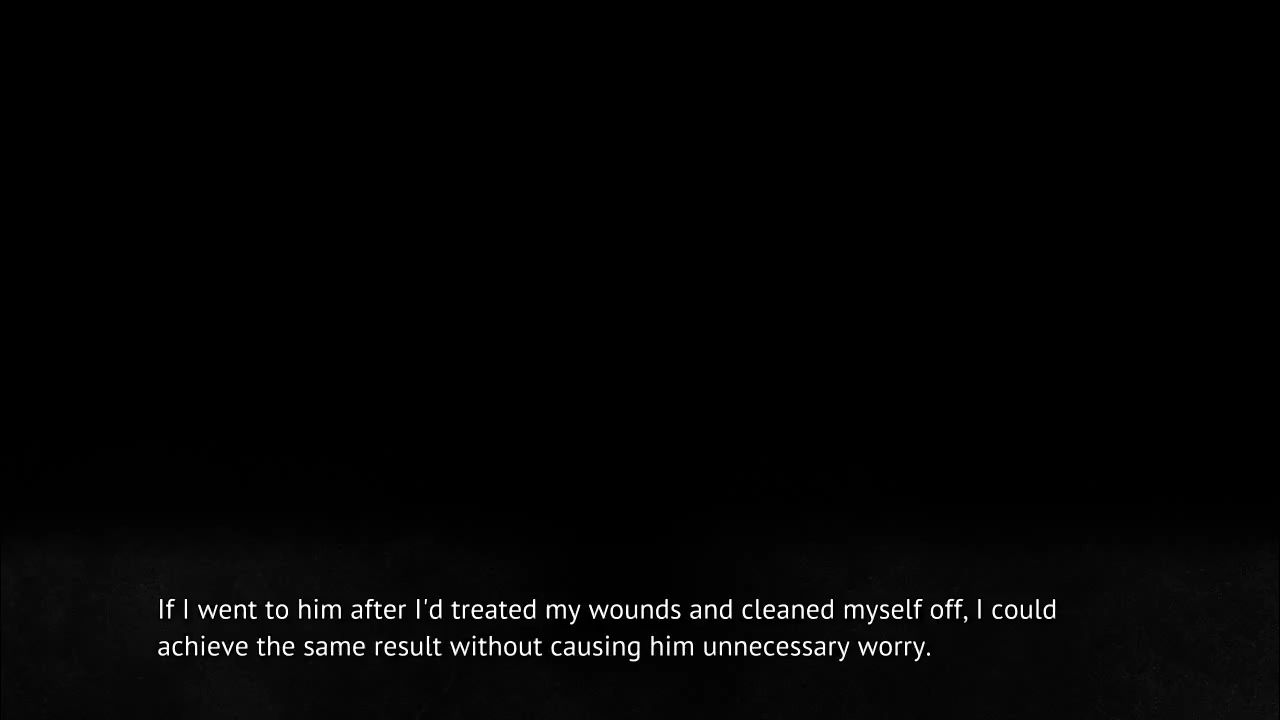 If I went to him after I'd treated my wounds and cleaned myself off, I could
achieve the same result without causing him unnecessary worry.